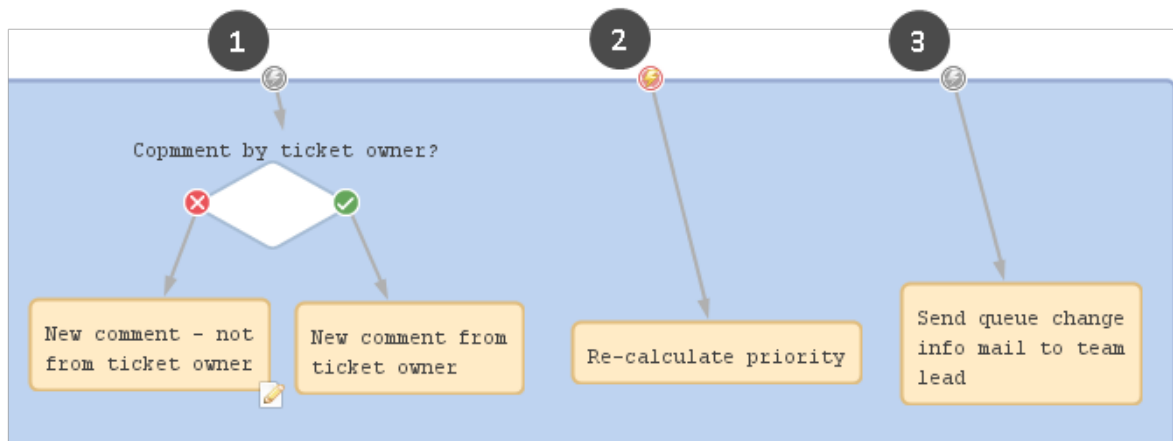 1
2
3
Copmment by ticket owner?
New comment - not
from ticket owner
New comment from
ticket owner
Re-calculate priority
Send queue change
info mail to team
lead